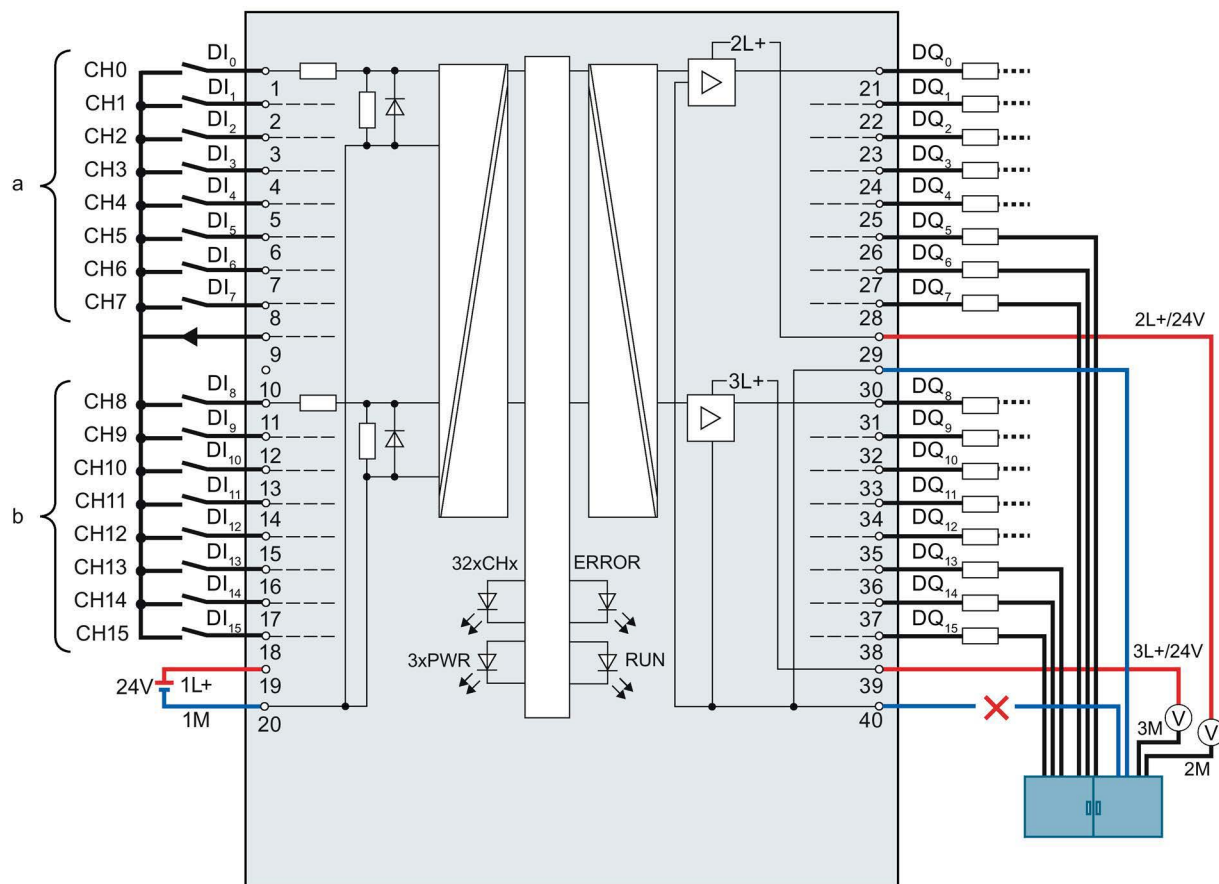 a
CH0
CH1
CH2
CH3
CH4
CH5
CH6
CH7
DI0
DI1
DI2
DI3
DI4
DI5
DI6
DI7
1
2
3
4
5
6
7
8
9
b
CH8
CH9
CH10
CH11
CH12
CH13
CH14
CH15
DI8
DI9
DI10
DI11
DI12
DI13
DI14
DI15
10
11
12
13
14
15
16
17
18
19
20
24V
1L+
1M
32xCHx
ERROR
3xPWR
RUN
2L+
3L+
DQ0
DQ1
DQ2
DQ3
DQ4
DQ5
DQ6
DQ7
21
22
23
24
25
26
27
28
29
2L+/24V
DQ8
DQ9
DQ10
DQ11
DQ12
DQ13
DQ14
DQ15
30
31
32
33
34
35
36
37
38
39
40
3L+/24V
V
V
3M
2M